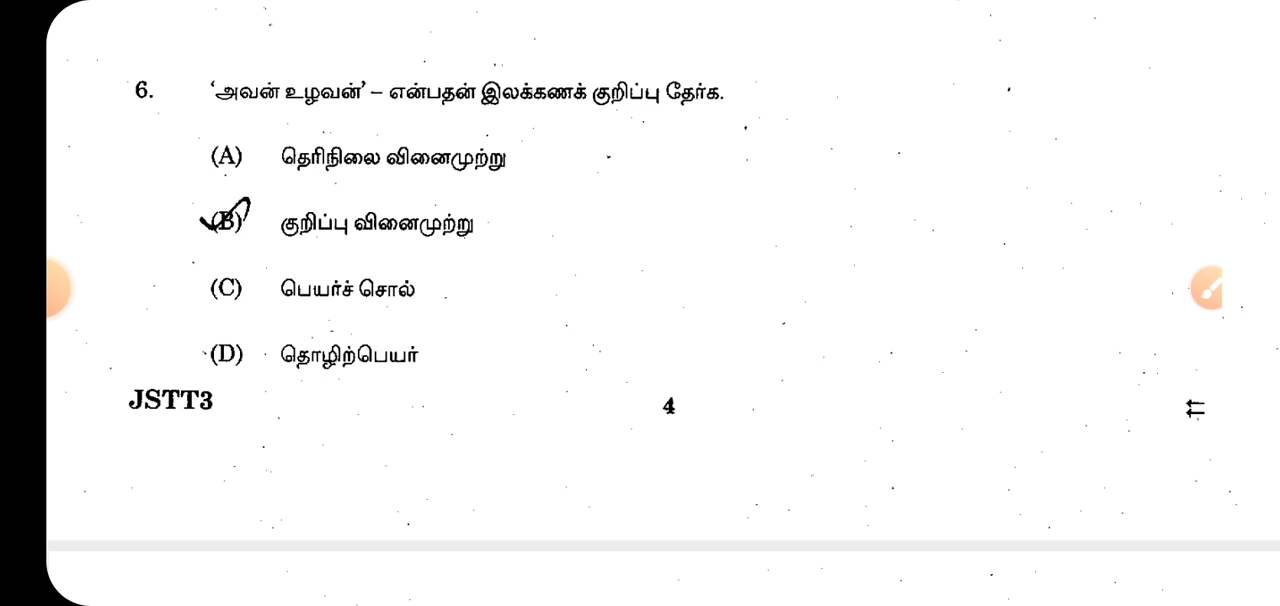 6. ‘அவன் உழவன்’ – என்பதன் இலக்கணக் குறிப்பு தேர்க.
(A) தெரிநிலை வினைமுற்று
(B) குறிப்பு வினைமுற்று
(C) பெயர்ச் சொல்
(D) தொழிற்பெயர்
JSTT3 4